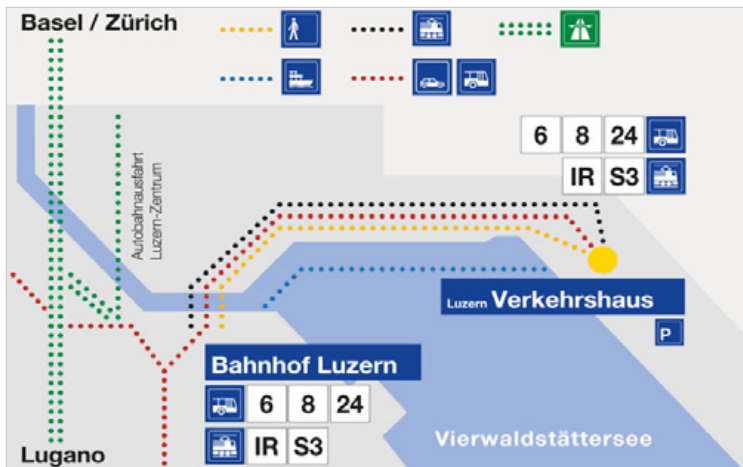 Basel / Zürich
6 8 24
IR S3
Autobahnausfahrt
Luzern-Zentrum
Luzern Verkehrshaus
P
Bahnhof Luzern
6 8 24
IR S3
Vierwaldstättersee
Lugano